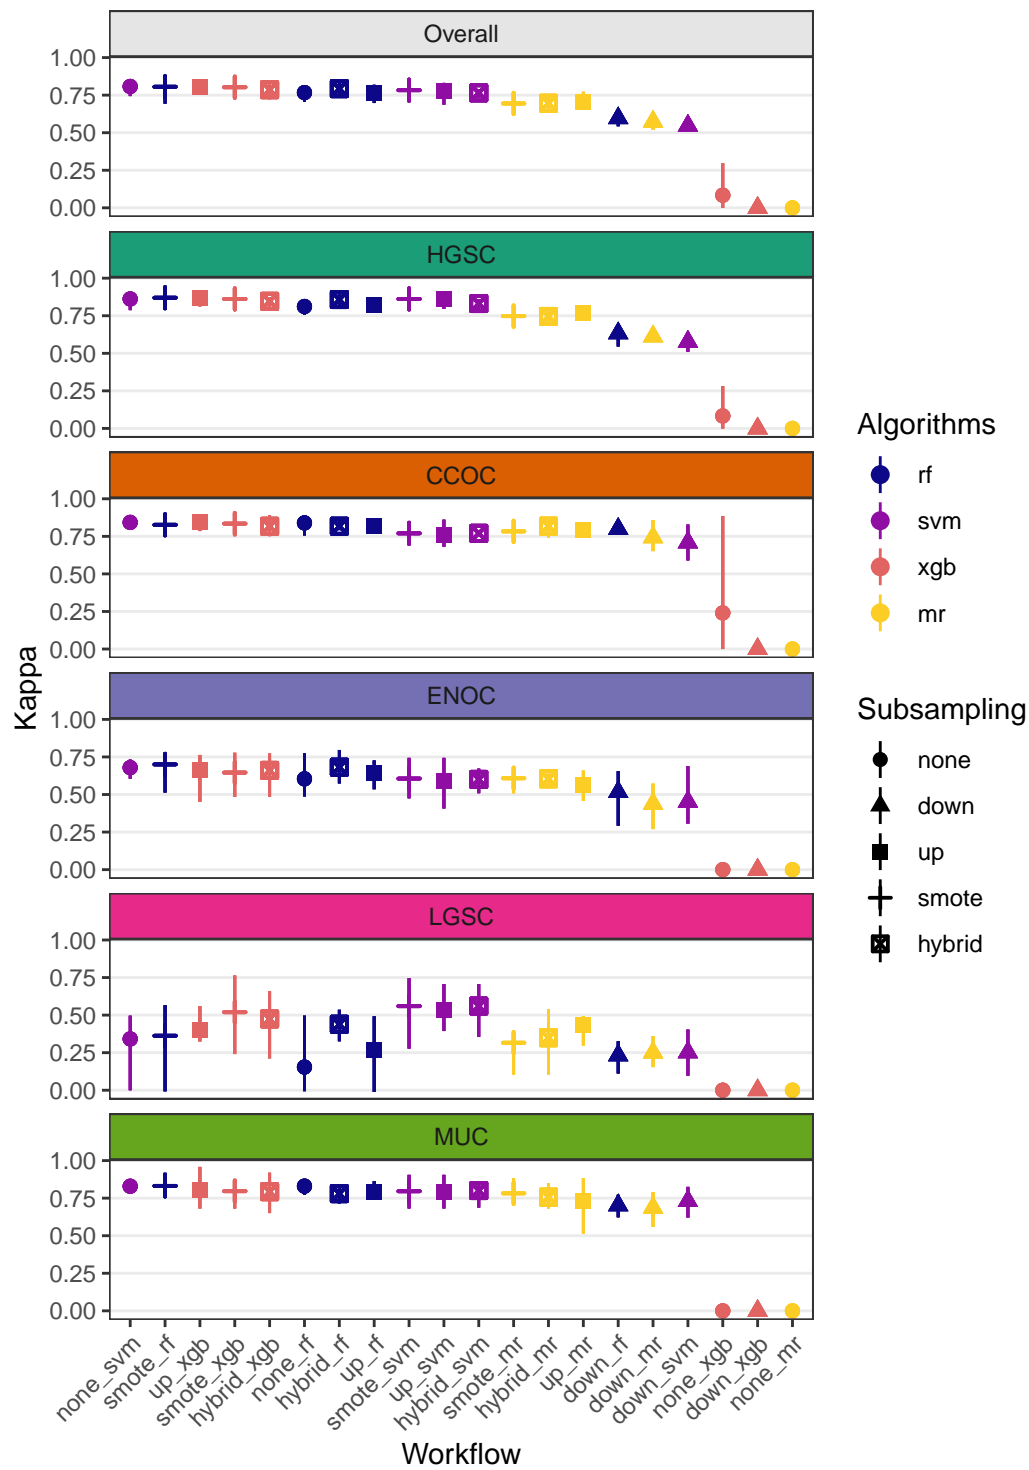 Overall
1.00
0.75
0.50
0.25
0.00
HGSC
1.00
0.75
0.50
0.25
0.00
CCOC
1.00
0.75
0.50
0.25
0.00
ENOC
1.00
0.75
0.50
0.25
0.00
LGSC
1.00
0.75
0.50
0.25
0.00
MUC
1.00
0.75
0.50
0.25
0.00
Kappa
none_svm
smote_rf
up_xgb
smote_xgb
hybrid_xgb
none_rf
hybrid_rf
up_rf
smote_svm
up_svm
hybrid_svm
smote_mr
hybrid_mr
up_mr
down_rf
down_mr
down_svm
none_xgb
down_xgb
none_mr
Workflow
Algorithms
rf
svm
xgb
mr
Subsampling
none
down
up
smote
hybrid